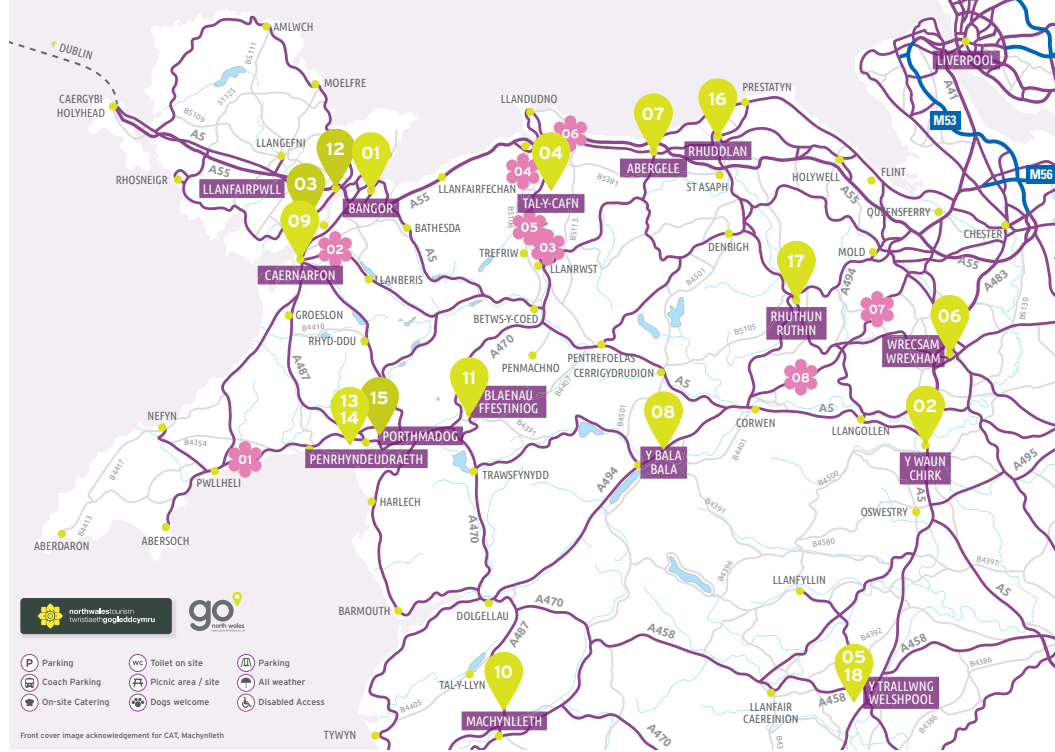 DUBLIN
AMLWCH
B5111
MOELFRE
CAERGYBI
HOLYHEAD
S1125
B5109
A5
LLANGEFNI
A55
RHOSNEIGR
LLANFAIRPWLL
12
01
03
09
BANGOR
02
CAERNARFON
LLANBERIS
BATHESDA
A55
A5
LLANFAIRFECHAN
LLANDUDNO
06
04
04
TAL-Y-CAFN
B5106
B5113
05
03
TREFRIW
LLANRWST
B5381
07
ABERGELE
16
RHUDDLAN
PRESTATYN
ST ASAPH
HOLYWELL
FLINT
A55
QUEENSFERRY
CHESTER
LIVERPOOL
A41
M53
M56
DENBIGH
B4501
MOLD
A494
A55
A483
B5130
17
RHUTHUN
RUTHIN
07
06
WRECSAM
WREXHAM
B5105
08
GROESLON
B4418
RHYD-DDU
A487
BETWS-Y-COED
A470
PENMACHNO
PENTREFOELAS
CERRIGYDRUDION
B4407
A5
11
BLAENAU
FFESTINIOG
B4391
13
14
15
PORTHMADOG
PENRHYNDEUDRAETH
08
Y BALA
BALA
B4501
CORWEN
B4401
A5
LLANGOLLEN
02
Y WAUN
CHIRK
A5
A495
NEFYN
B4354
B4417
01
PWLLHELI
B4413
ABERDARON
ABERSOCH
HARLECH
TRAWSFYNYDD
A470
A494
B4391
B4500
OSWESTRY
B4580
B4396
B4397
A5
LLANFYLLIN
BARMOUTH
DOLGELLAU
A470
A487
A458
B4392
A458
B4386
TAL-Y-LLYN
10
MACHYNLLETH
B4405
TYWYN
05
18
Y TRALLWNG
WELSHPOOL
A458
LLANFAIR
CAEREINION
B4386
A470
northwalestourism
twristiaethgogleddcymru
go
north wales
P Parking
WC Toilet on site
Parking
Coach Parking
Picnic area / site
All weather
On-site Catering
Dogs welcome
Disabled Access
Front cover image acknowledgement for CAT, Machynlleth